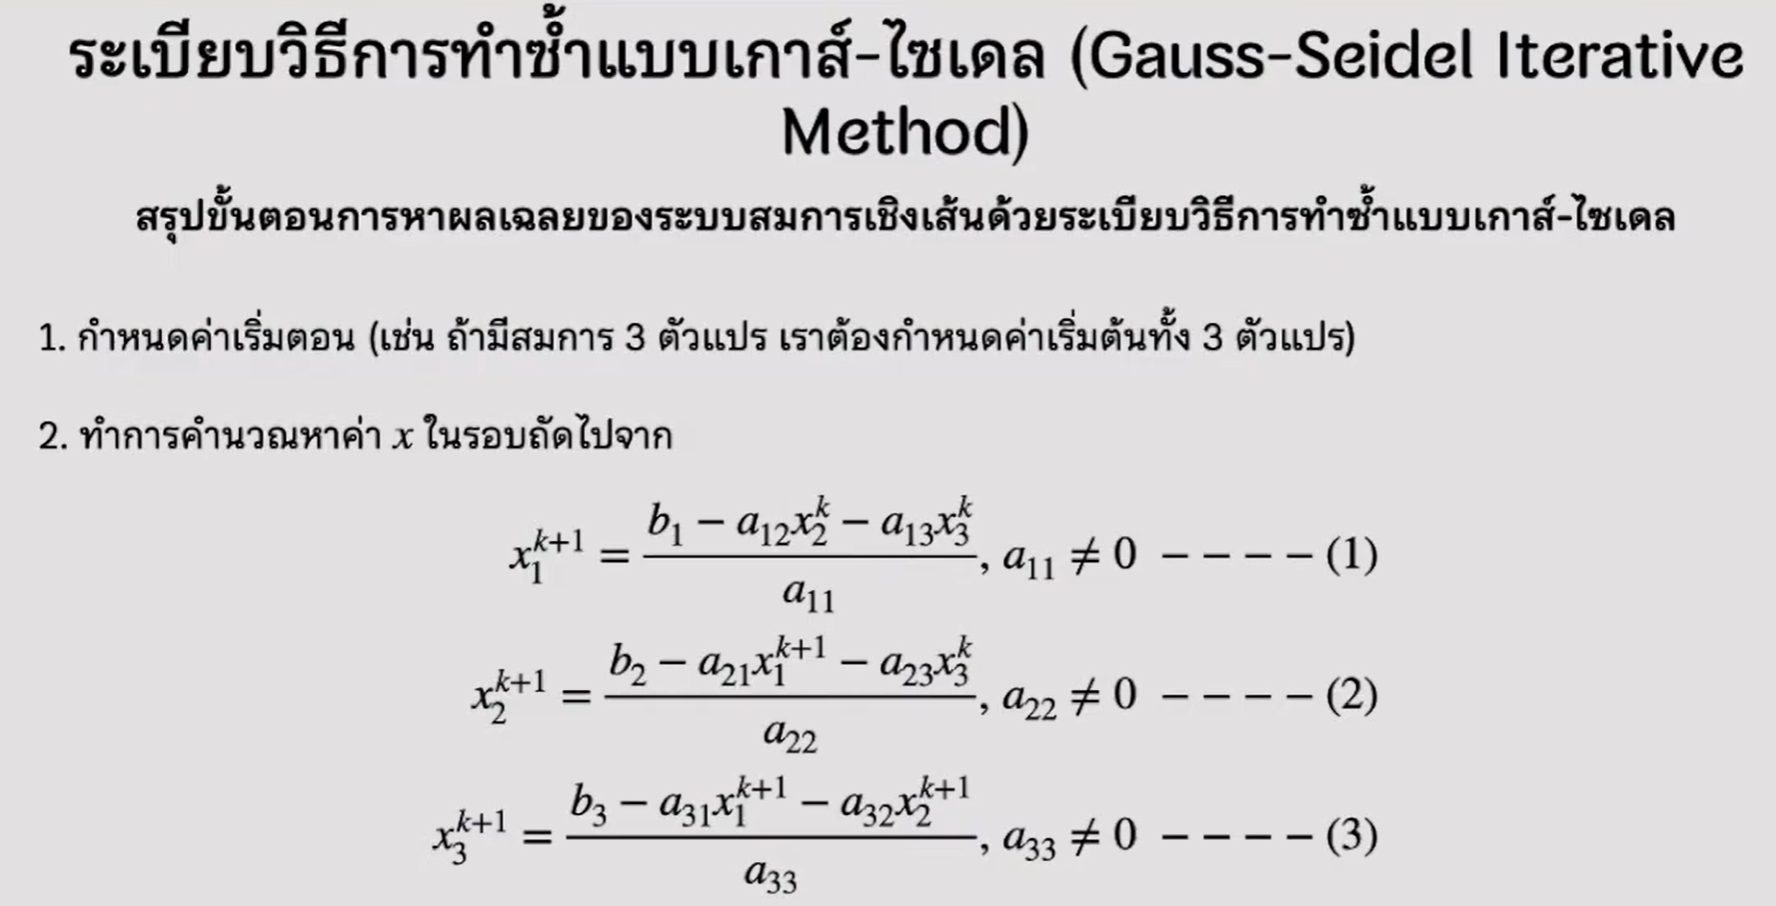 ระเบียบวิธีการทำซ้ำแบบเกาส์-ไซเดล (Gauss-Seidel Iterative
Method)
สรุปขั้นตอนการหาผลเฉลยของระบบสมการเชิงเส้นด้วยระเบียบวิธีการทำซ้ำแบบเกาส์-ไซเดล
1. กำหนดค่าเริ่มตอน (เช่น ถ้ามีสมการ 3 ตัวแปร เราต้องกำหนดค่าเริ่มต้นทั้ง 3 ตัวแปร)
2. ทำการคำนวณหาค่า x ในรอบถัดไปจาก
x_1^{k+1} = \frac{b_1 - a_{12}x_2^k - a_{13}x_3^k}{a_{11}}, a_{11} ≠ 0 − − − − (1)
x_2^{k+1} = \frac{b_2 - a_{21}x_1^{k+1} - a_{23}x_3^k}{a_{22}}, a_{22} ≠ 0 − − − − (2)
x_3^{k+1} = \frac{b_3 - a_{31}x_1^{k+1} - a_{32}x_2^{k+1}}{a_{33}}, a_{33} ≠ 0 − − − − (3)